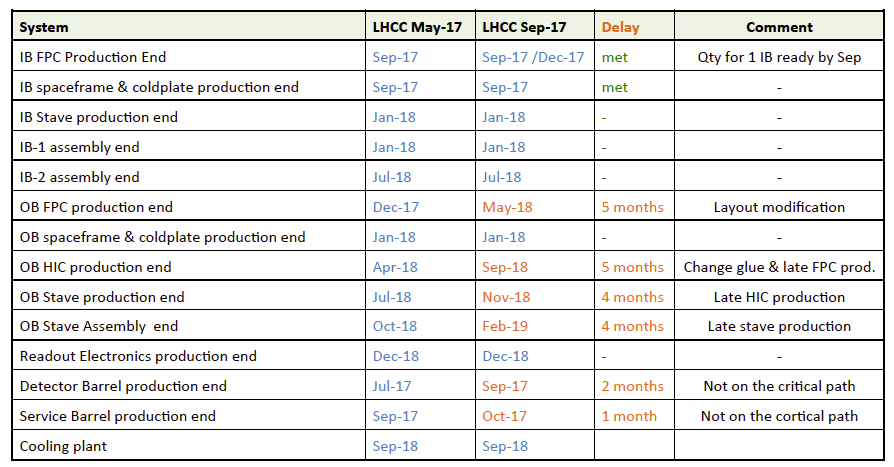 System LHCC May-17 LHCC Sep-17 Delay Comment
IB FPC Production End Sep-17 Sep-17 /Dec-17 met Qty for 1 IB ready by Sep
IB spaceframe & coldplate production end Sep-17 Sep-17 met -
IB Stave production end Jan-18 Jan-18 - -
IB-1 assembly end Jan-18 Jan-18 - -
IB-2 assembly end Jul-18 Jul-18 - -
OB FPC production end Dec-17 May-18 5 months Layout modification
OB spaceframe & coldplate production end Jan-18 Jan-18 - -
OB HIC production end Apr-18 Sep-18 5 months Change glue & late FPC prod.
OB Stave production end Jul-18 Nov-18 4 months Late HIC production
OB Stave Assembly end Oct-18 Feb-19 4 months Late stave production
Readout Electronics production end Dec-18 Dec-18 - -
Detector Barrel production end Jul-17 Sep-17 2 months Not on the critical path
Service Barrel production end Sep-17 Oct-17 1 month Not on the cortical path
Cooling plant Sep-18 Sep-18